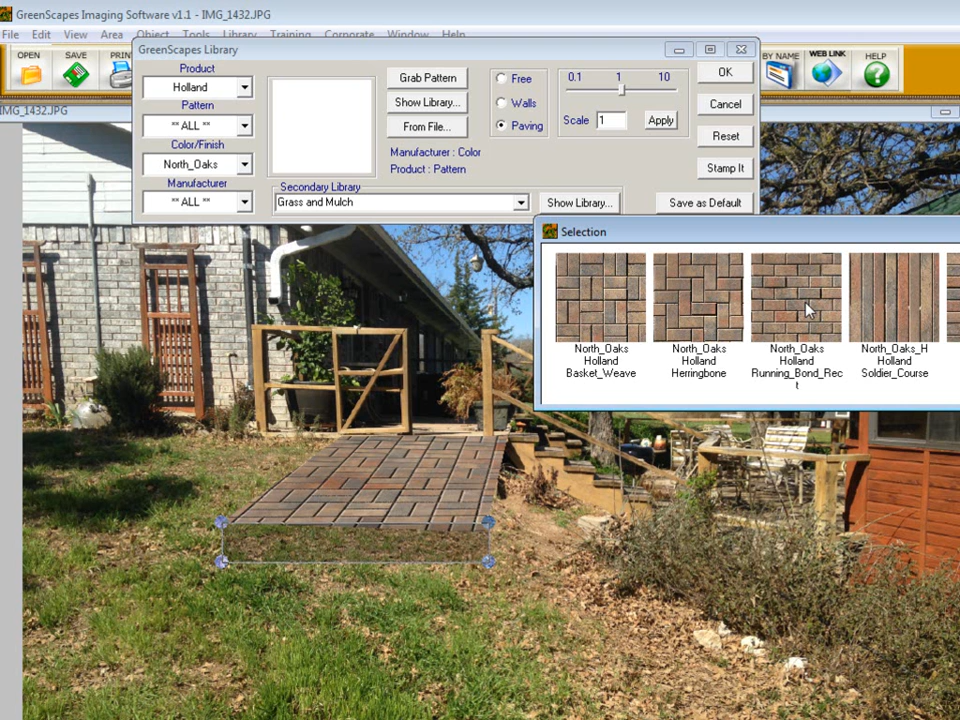 GreenScapes Imaging Software v1.1 - IMG_1432.JPG
File Edit View Area Object Tools Library Training Corporate Window Help
OPEN SAVE PRIN BY NAME WEB LINK HELP
IMG_1432.JPG
GreenScapes Library
Product
Holland
Pattern
** ALL **
Color/Finish
North_Oaks
Manufacturer
** ALL **
Grab Pattern
Show Library...
From File...
Manufacturer : Color
Product : Pattern
Free
Walls
Paving
0.1 1 10
Scale 1 Apply
OK
Cancel
Reset
Stamp It
Save as Default
Secondary Library
Grass and Mulch
Show Library...
Selection
North_Oaks
Holland
Basket_Weave
North_Oaks
Holland
Herringbone
North_Oaks
Holland
Running_Bond_Rec
t
North_Oaks_H
Holland
Soldier_Course